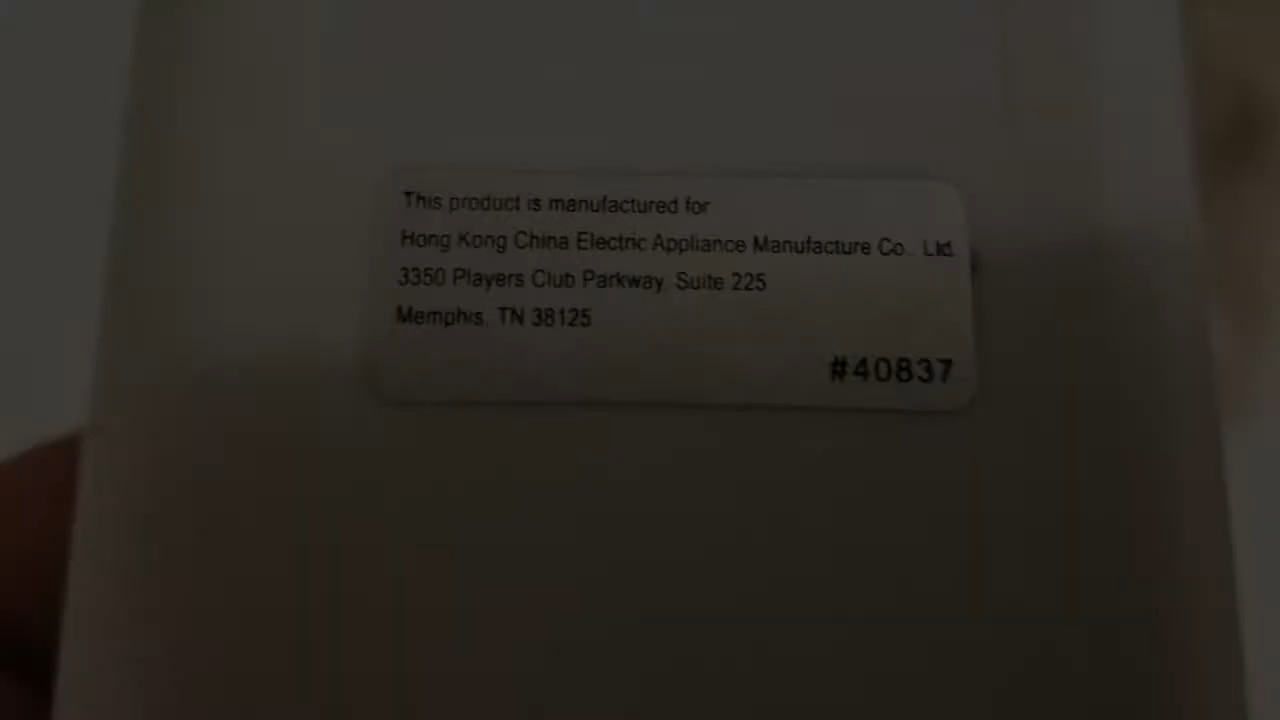 This product is manufactured for
Hong Kong China Electric Appliance Manufacture Co., Ltd.
3350 Players Club Parkway, Suite 225
Memphis, TN 38125
#40837